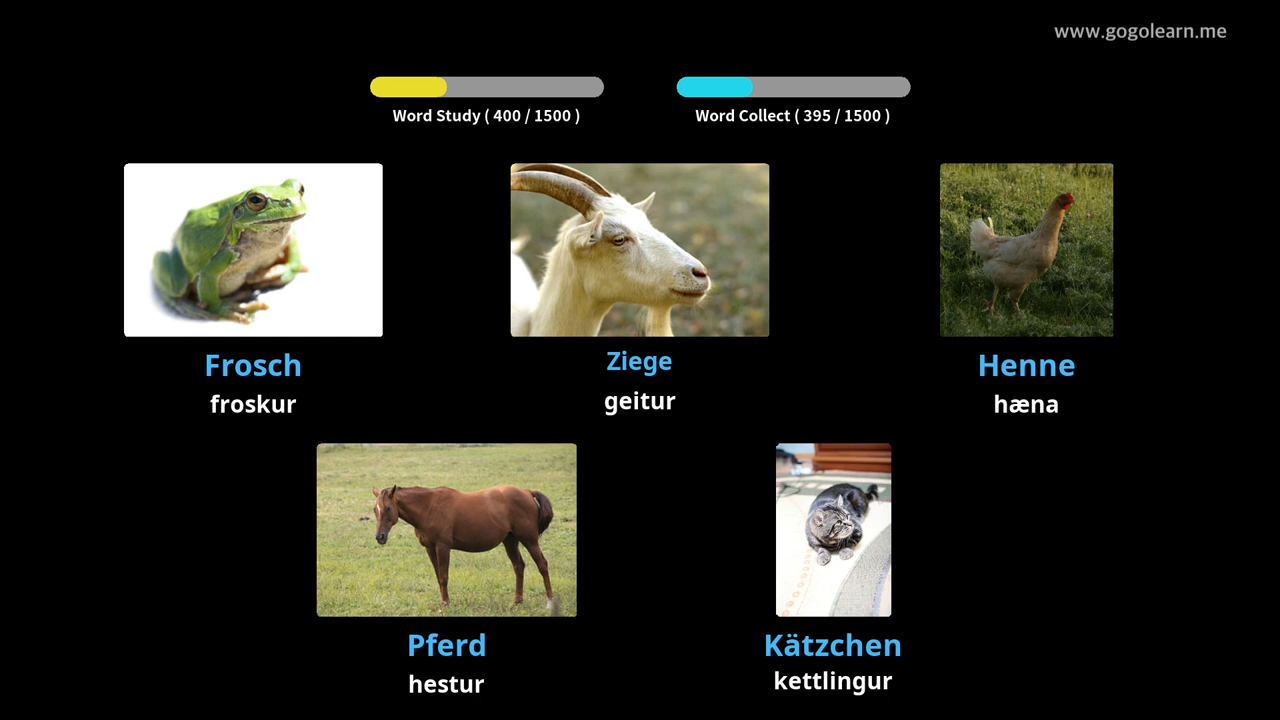 www.gogolearn.me
Word Study ( 400 / 1500 )
Word Collect ( 395 / 1500 )
Frosch
froskur
Ziege
geitur
Henne
hæna
Pferd
hestur
Kätzchen
kettlingur